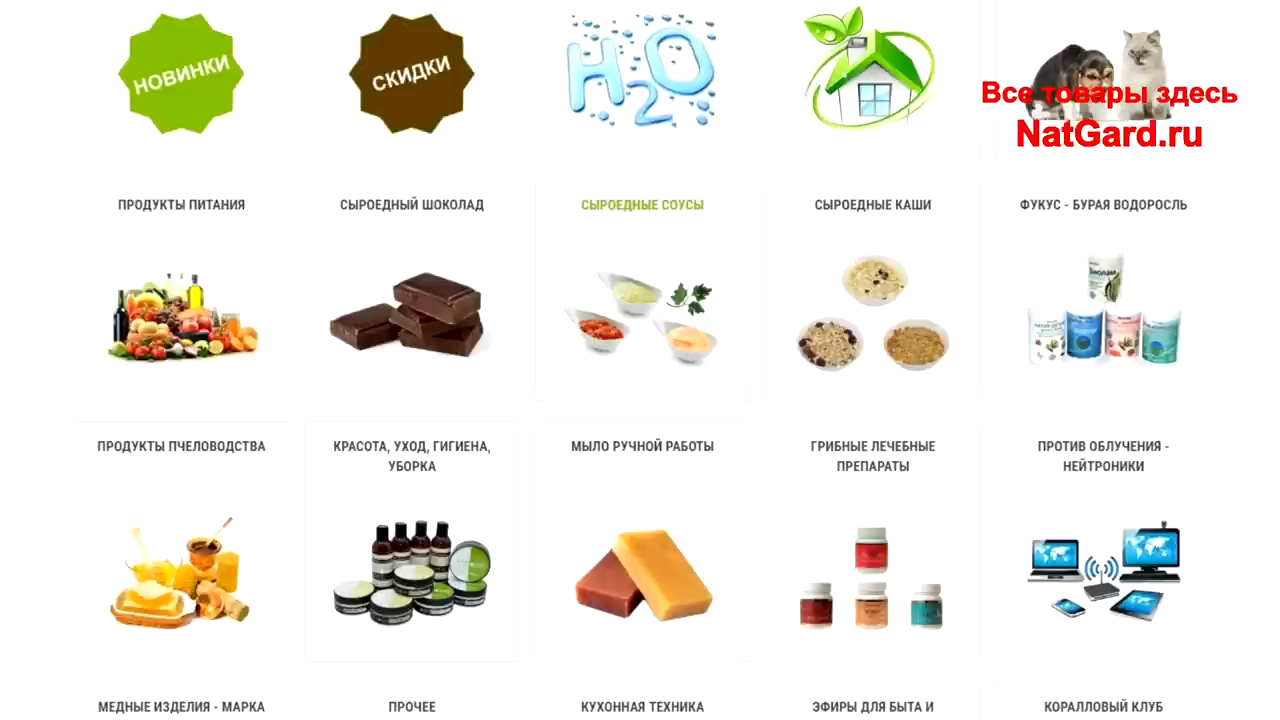 НОВИНКИ
СКИДКИ
H2O
Все товары здесь
NatGard.ru
ПРОДУКТЫ ПИТАНИЯ
СЫРОЕДНЫЙ ШОКОЛАД
СЫРОЕДНЫЕ СОУСЫ
СЫРОЕДНЫЕ КАШИ
ФУКУС - БУРАЯ ВОДОРОСЛЬ
ПРОДУКТЫ ПЧЕЛОВОДСТВА
КРАСОТА, УХОД, ГИГИЕНА,
УБОРКА
МЫЛО РУЧНОЙ РАБОТЫ
ГРИБНЫЕ ЛЕЧЕБНЫЕ
ПРЕПАРАТЫ
ПРОТИВ ОБЛУЧЕНИЯ -
НЕЙТРОНИКИ
МЕДНЫЕ ИЗДЕЛИЯ - МАРКА
ПРОЧЕЕ
КУХОННАЯ ТЕХНИКА
ЭФИРЫ ДЛЯ БЫТА И
КОРАЛЛОВЫЙ КЛУБ